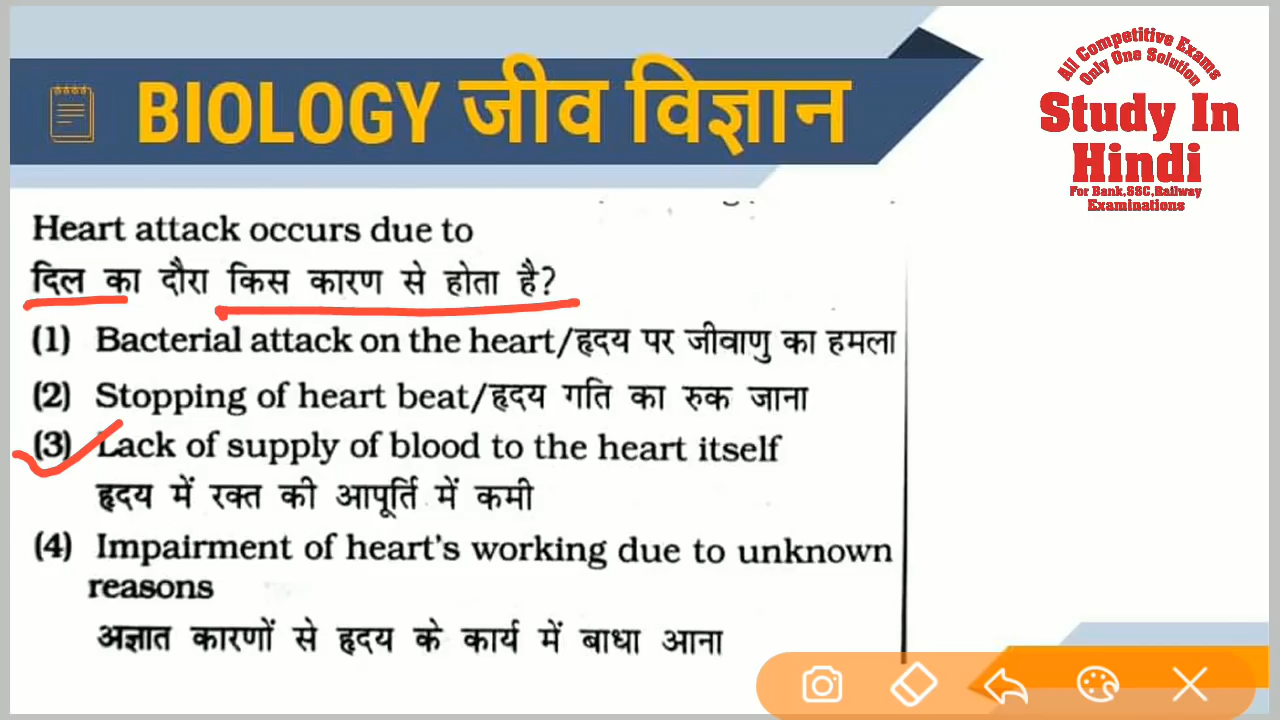 All Competitive Exams
Only One Solution
Study In
Hindi
For Bank,SSC,Railway
Examinations
BIOLOGY जीव विज्ञान
Heart attack occurs due to
दिल का दौरा किस कारण से होता है?
(1) Bacterial attack on the heart/हृदय पर जीवाणु का हमला
(2) Stopping of heart beat/हृदय गति का रुक जाना
(3) Lack of supply of blood to the heart itself
हृदय में रक्त की आपूर्ति में कमी
(4) Impairment of heart's working due to unknown
reasons
अज्ञात कारणों से हृदय के कार्य में बाधा आना